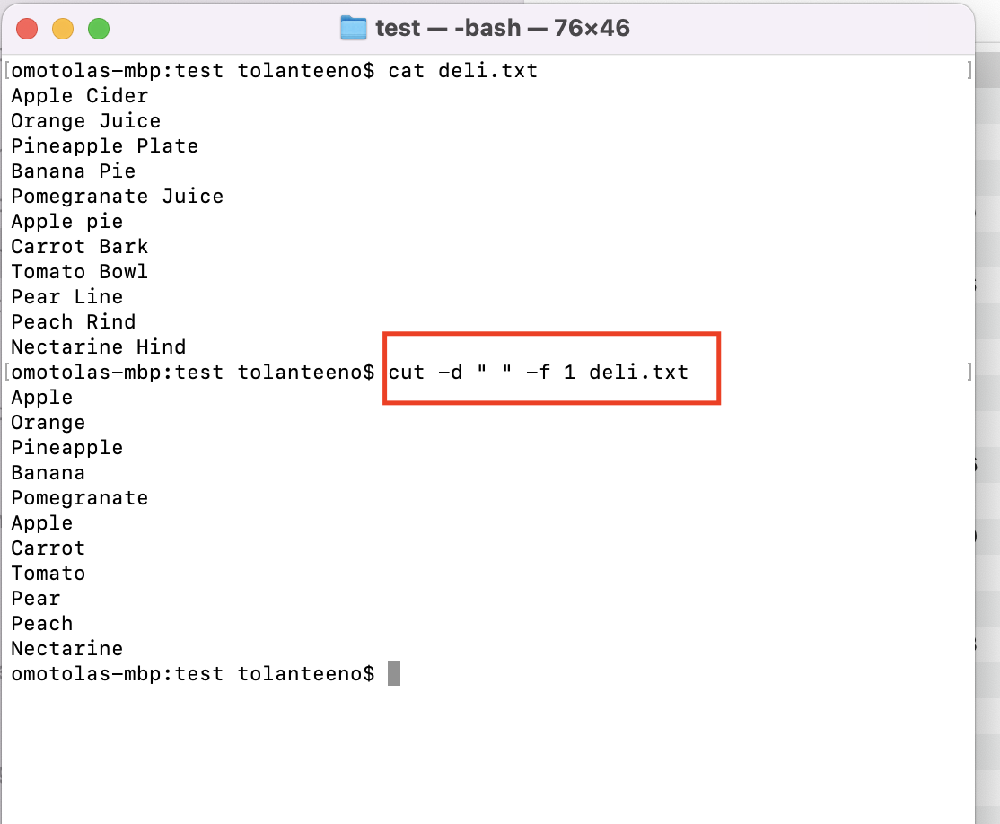 test — -bash — 76×46
omotolas-mbp:test tolanteeno$ cat deli.txt
Apple Cider
Orange Juice
Pineapple Plate
Banana Pie
Pomegranate Juice
Apple pie
Carrot Bark
Tomato Bowl
Pear Line
Peach Rind
Nectarine Hind
omotolas-mbp:test tolanteeno$ cut -d " " -f 1 deli.txt
Apple
Orange
Pineapple
Banana
Pomegranate
Apple
Carrot
Tomato
Pear
Peach
Nectarine
omotolas-mbp:test tolanteeno$